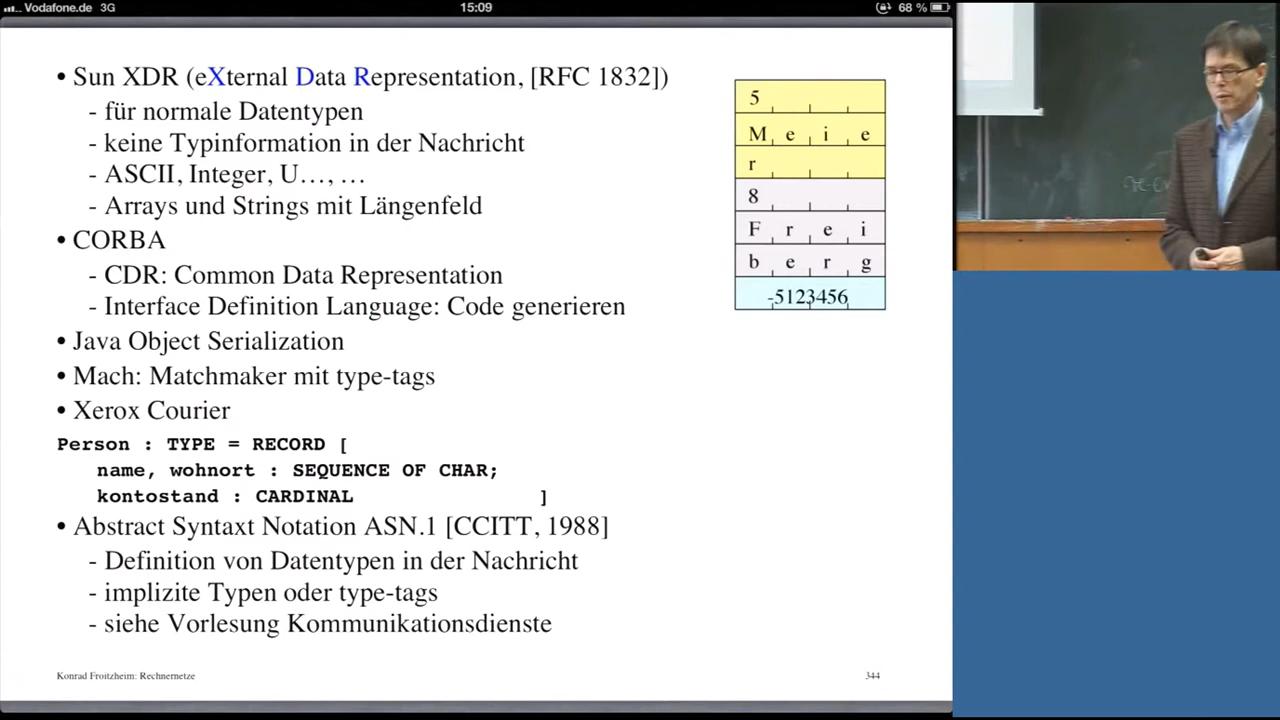 Vodafone.de 3G 15:09 68 %
• Sun XDR (eXternal Data Representation, [RFC 1832])
- für normale Datentypen
- keine Typinformation in der Nachricht
- ASCII, Integer, U…, …
- Arrays und Strings mit Längenfeld
• CORBA
- CDR: Common Data Representation
- Interface Definition Language: Code generieren
• Java Object Serialization
• Mach: Matchmaker mit type-tags
• Xerox Courier
Person : TYPE = RECORD [
name, wohnort : SEQUENCE OF CHAR;
kontostand : CARDINAL ]
• Abstract Syntaxt Notation ASN.1 [CCITT, 1988]
- Definition von Datentypen in der Nachricht
- implizite Typen oder type-tags
- siehe Vorlesung Kommunikationsdienste
5
M e i e
r
8
F r e i
b e r g
-5123456
Konrad Froitzheim: Rechnernetze 344